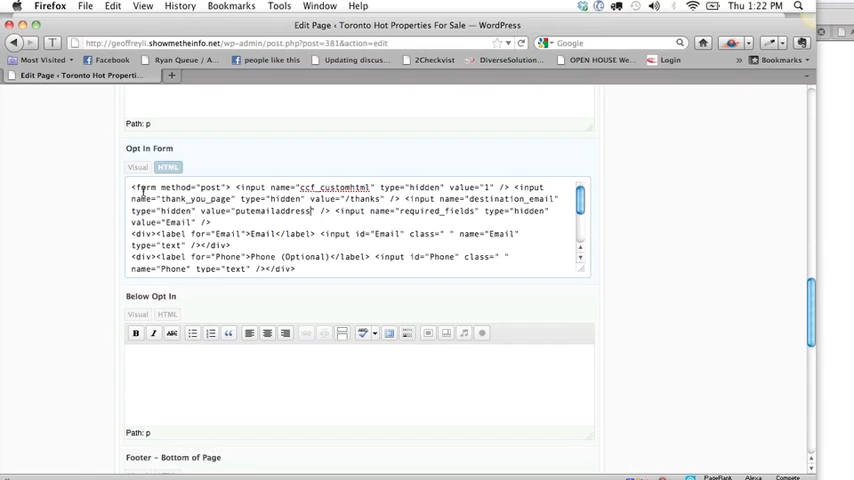 Firefox File Edit View History Bookmarks Tools Window Help Thu 1:22 PM
Edit Page ‹ Toronto Hot Properties For Sale — WordPress
http://geoffreyli.showmetheinfo.net/wp-admin/post.php?post=381&action=edit Google
Most Visited Facebook Ryan Queue / A... people like this Updating discus... 2Checkvist DiverseSolution... OPEN HOUSE We... Login Bookmarks
Edit Page ‹ Toronto Hot Properti...
Path: p
Opt In Form
Visual HTML
<form method="post"> <input name="ccf_customhtml" type="hidden" value="1" /> <input
name="thank_you_page" type="hidden" value="/thanks" /> <input name="destination_email"
type="hidden" value="putemailaddress" /> <input name="required_fields" type="hidden"
value="Email" />
<div><label for="Email">Email</label> <input id="Email" class=" " name="Email"
type="text" /></div>
<div><label for="Phone">Phone (Optional)</label> <input id="Phone" class=" "
name="Phone" type="text" /></div>
Below Opt In
Visual HTML
B I ABC
Path: p
Footer - Bottom of Page
PageRank Alexa Compete